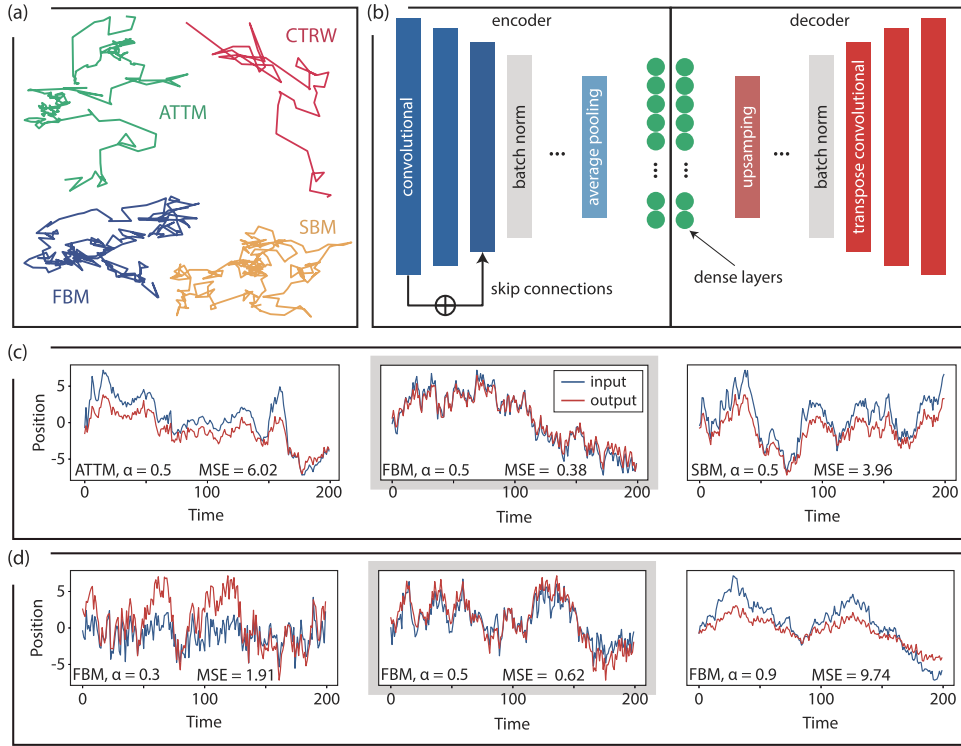 (a)
CTRW
ATTM
SBM
FBM
(b)
encoder
decoder
convolutional
batch norm
...
average pooling
...
...
upsamping
...
batch norm
transpose convolutional
skip connections
dense layers
(c)
Position
5
0
-5
ATTM, α = 0.5 MSE = 6.02
0 100 200
Time
input
output
FBM, α = 0.5 MSE = 0.38
0 100 200
Time
SBM, α = 0.5 MSE = 3.96
0 100 200
Time
(d)
Position
5
0
-5
FBM, α = 0.3 MSE = 1.91
0 100 200
Time
FBM, α = 0.5 MSE = 0.62
0 100 200
Time
FBM, α = 0.9 MSE = 9.74
0 100 200
Time